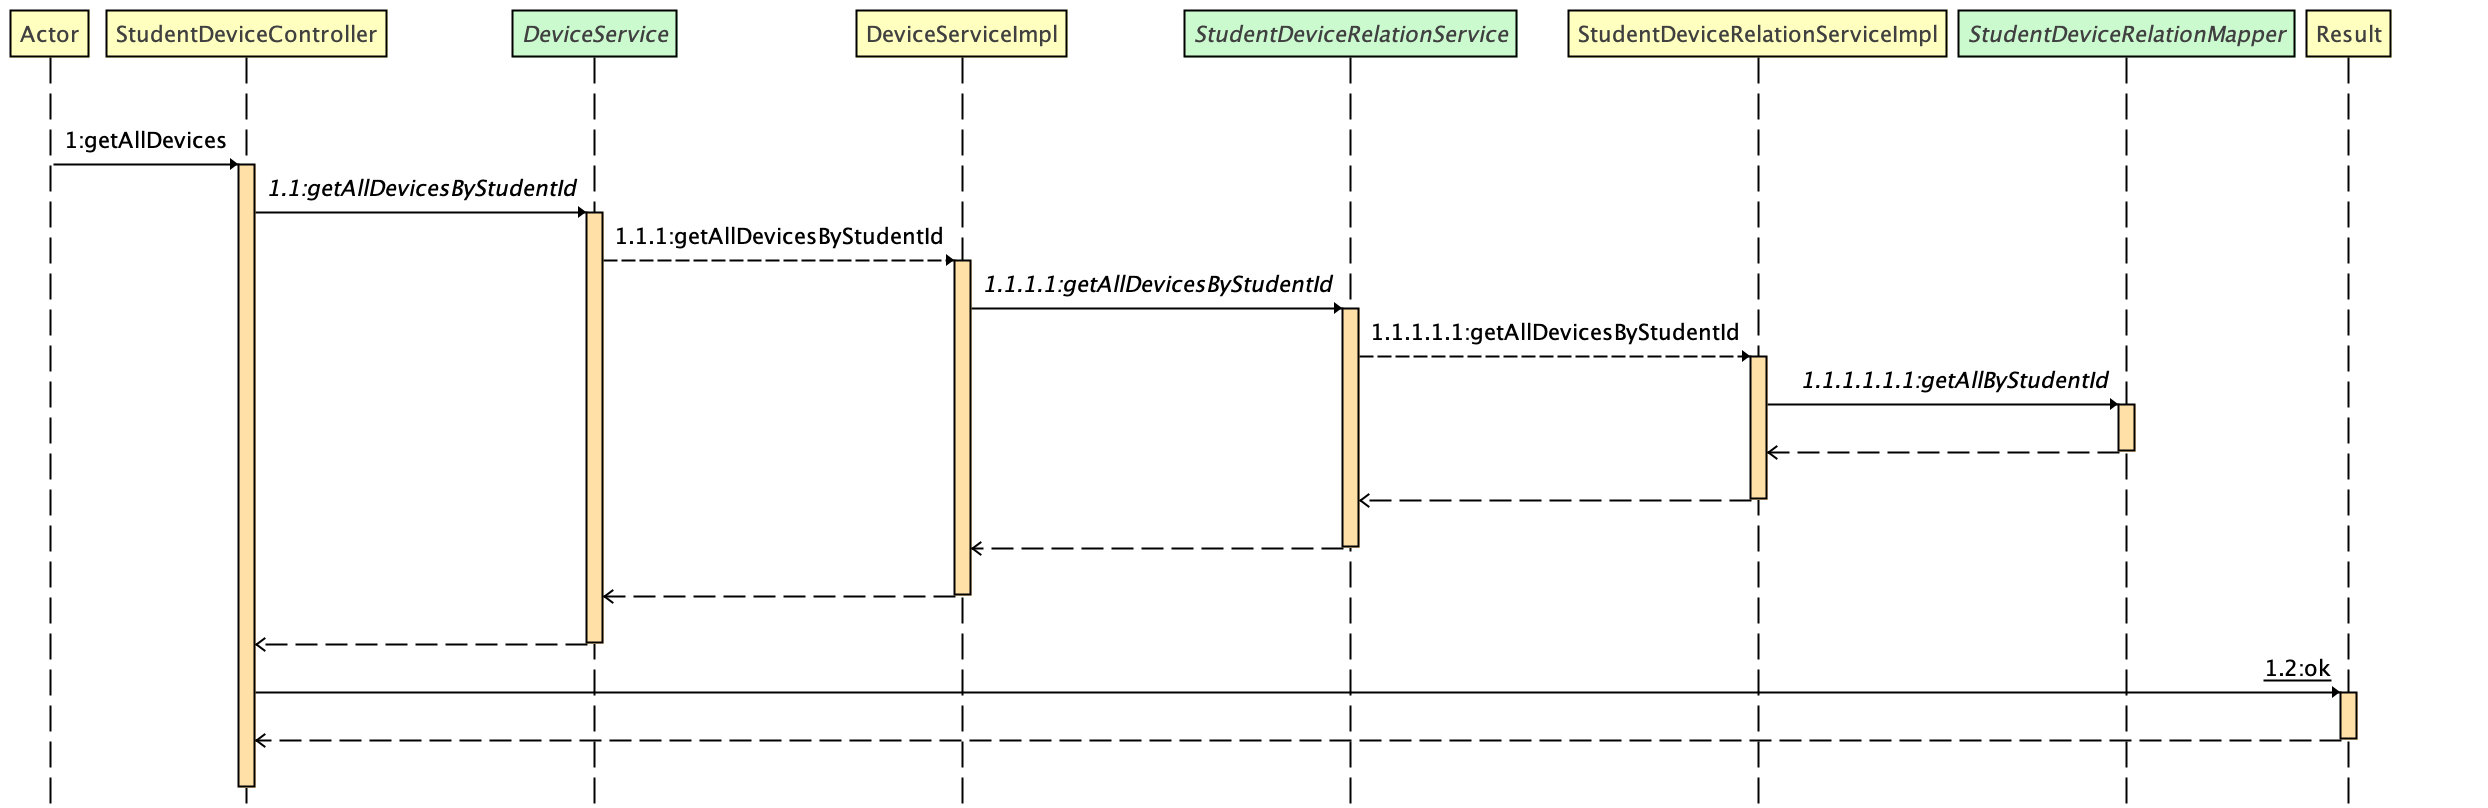 Actor
StudentDeviceController
DeviceService
DeviceServiceImpl
StudentDeviceRelationService
StudentDeviceRelationServiceImpl
StudentDeviceRelationMapper
Result
1:getAllDevices
1.1:getAllDevicesByStudentId
1.1.1:getAllDevicesByStudentId
1.1.1.1:getAllDevicesByStudentId
1.1.1.1.1:getAllDevicesByStudentId
1.1.1.1.1.1:getAllByStudentId
1.2:ok